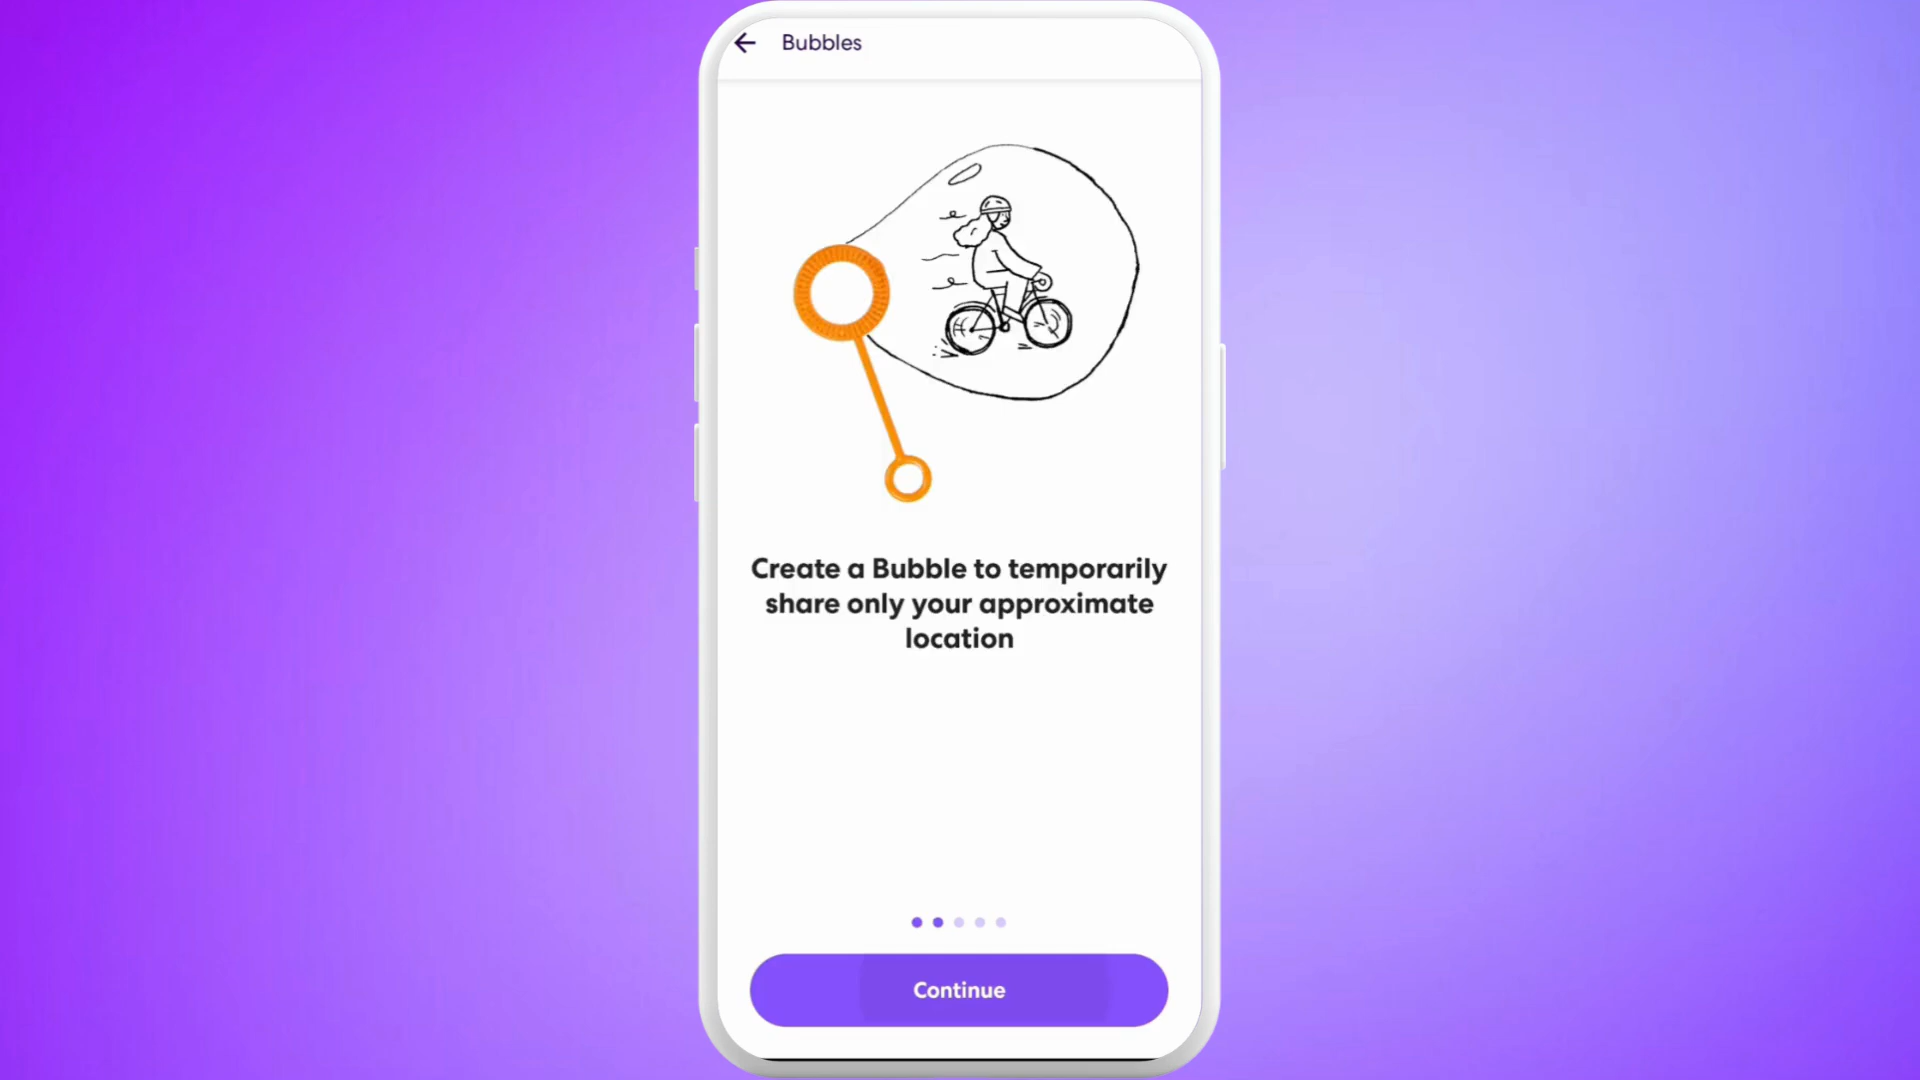 Bubbles
Create a Bubble to temporarily
share only your approximate
location
Continue